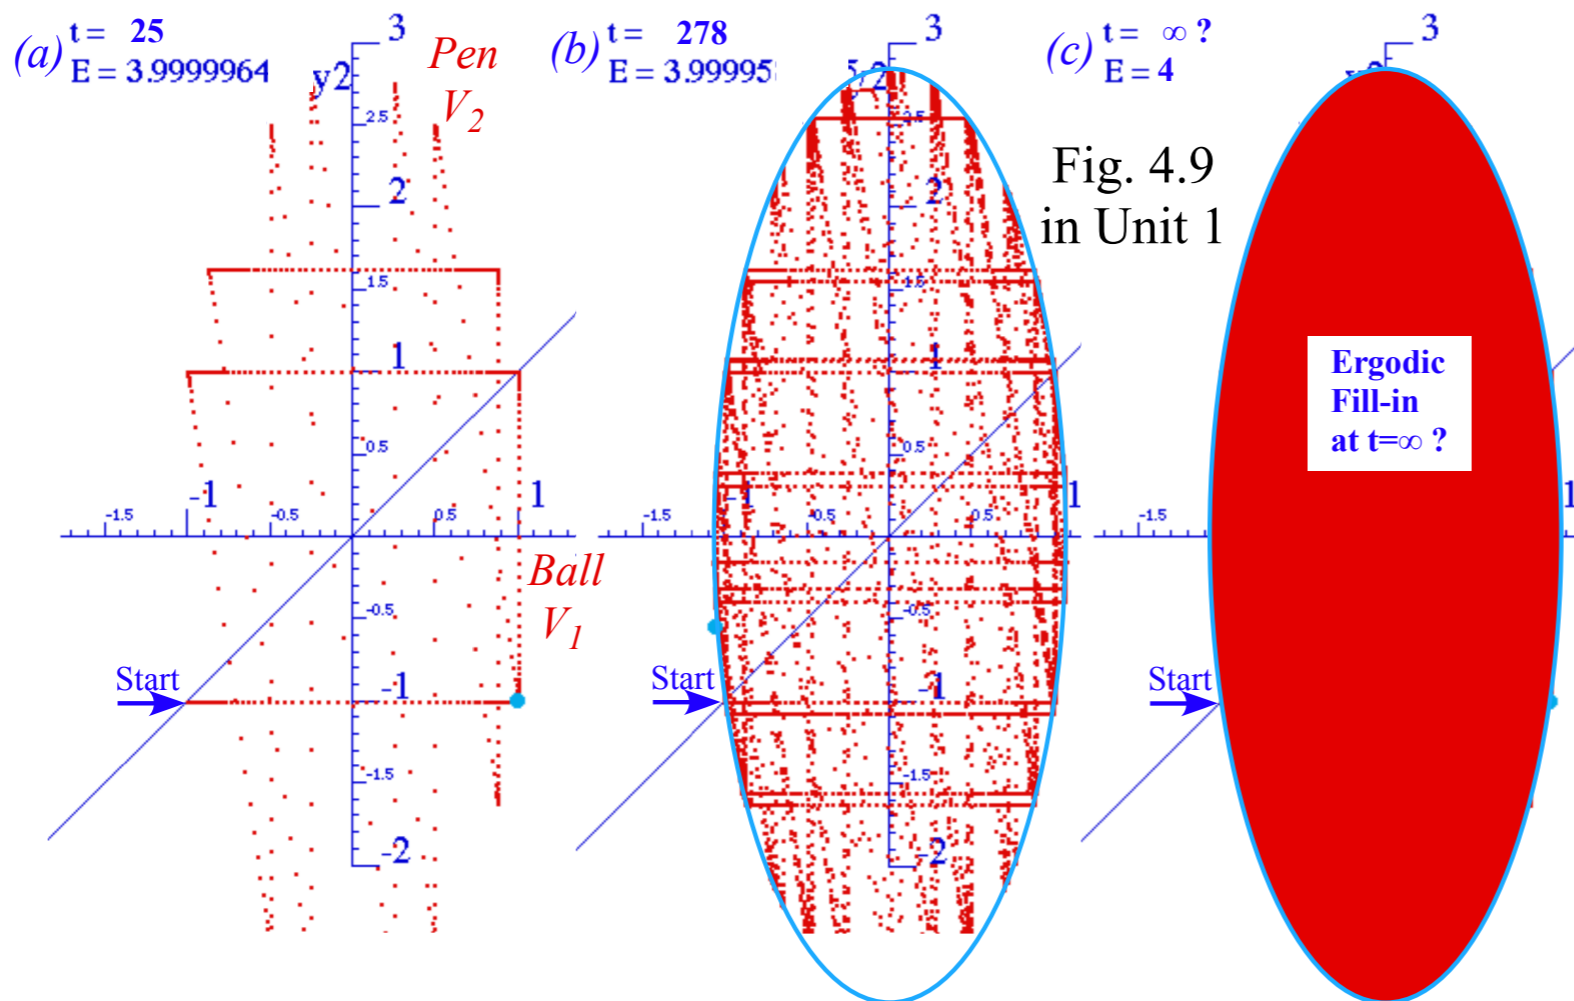 (a) t = 25
E = 3.9999964
y2
3
Pen
V2
2.5
2
1.5
1
0.5
-1.5
-1
-0.5
0.5
1
Ball
V1
-0.5
Start
-1
-1.5
-2
(b) t = 278
E = 3.99995
y2
3
2.5
2
1.5
1
0.5
-1.5
-1
-0.5
0.5
1
-0.5
Start
-1
-1.5
-2
Fig. 4.9
in Unit 1
(c) t = ∞ ?
E = 4
3
Ergodic
Fill-in
at t=∞ ?
-1.5
1
Start